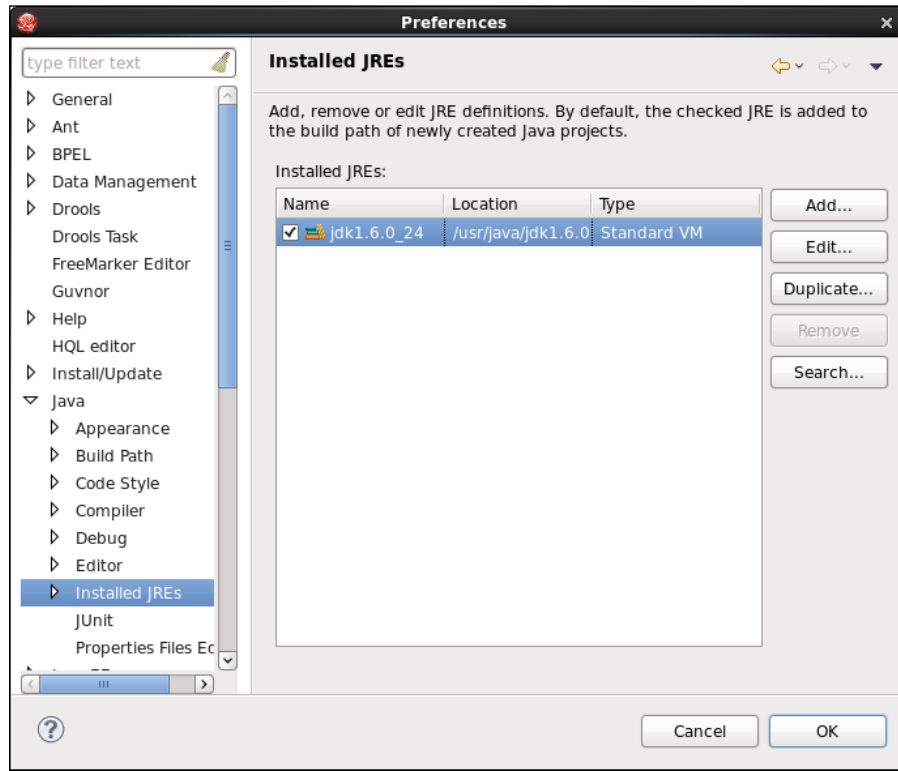 Preferences
type filter text
General
Ant
BPEL
Data Management
Drools
Drools Task
FreeMarker Editor
Guvnor
Help
HQL editor
Install/Update
Java
Appearance
Build Path
Code Style
Compiler
Debug
Editor
Installed JREs
JUnit
Properties Files Ec
Installed JREs
Add, remove or edit JRE definitions. By default, the checked JRE is added to
the build path of newly created Java projects.
Installed JREs:
Name Location Type
jdk1.6.0_24 /usr/java/jdk1.6.0 Standard VM
Add...
Edit...
Duplicate...
Remove
Search...
Cancel OK